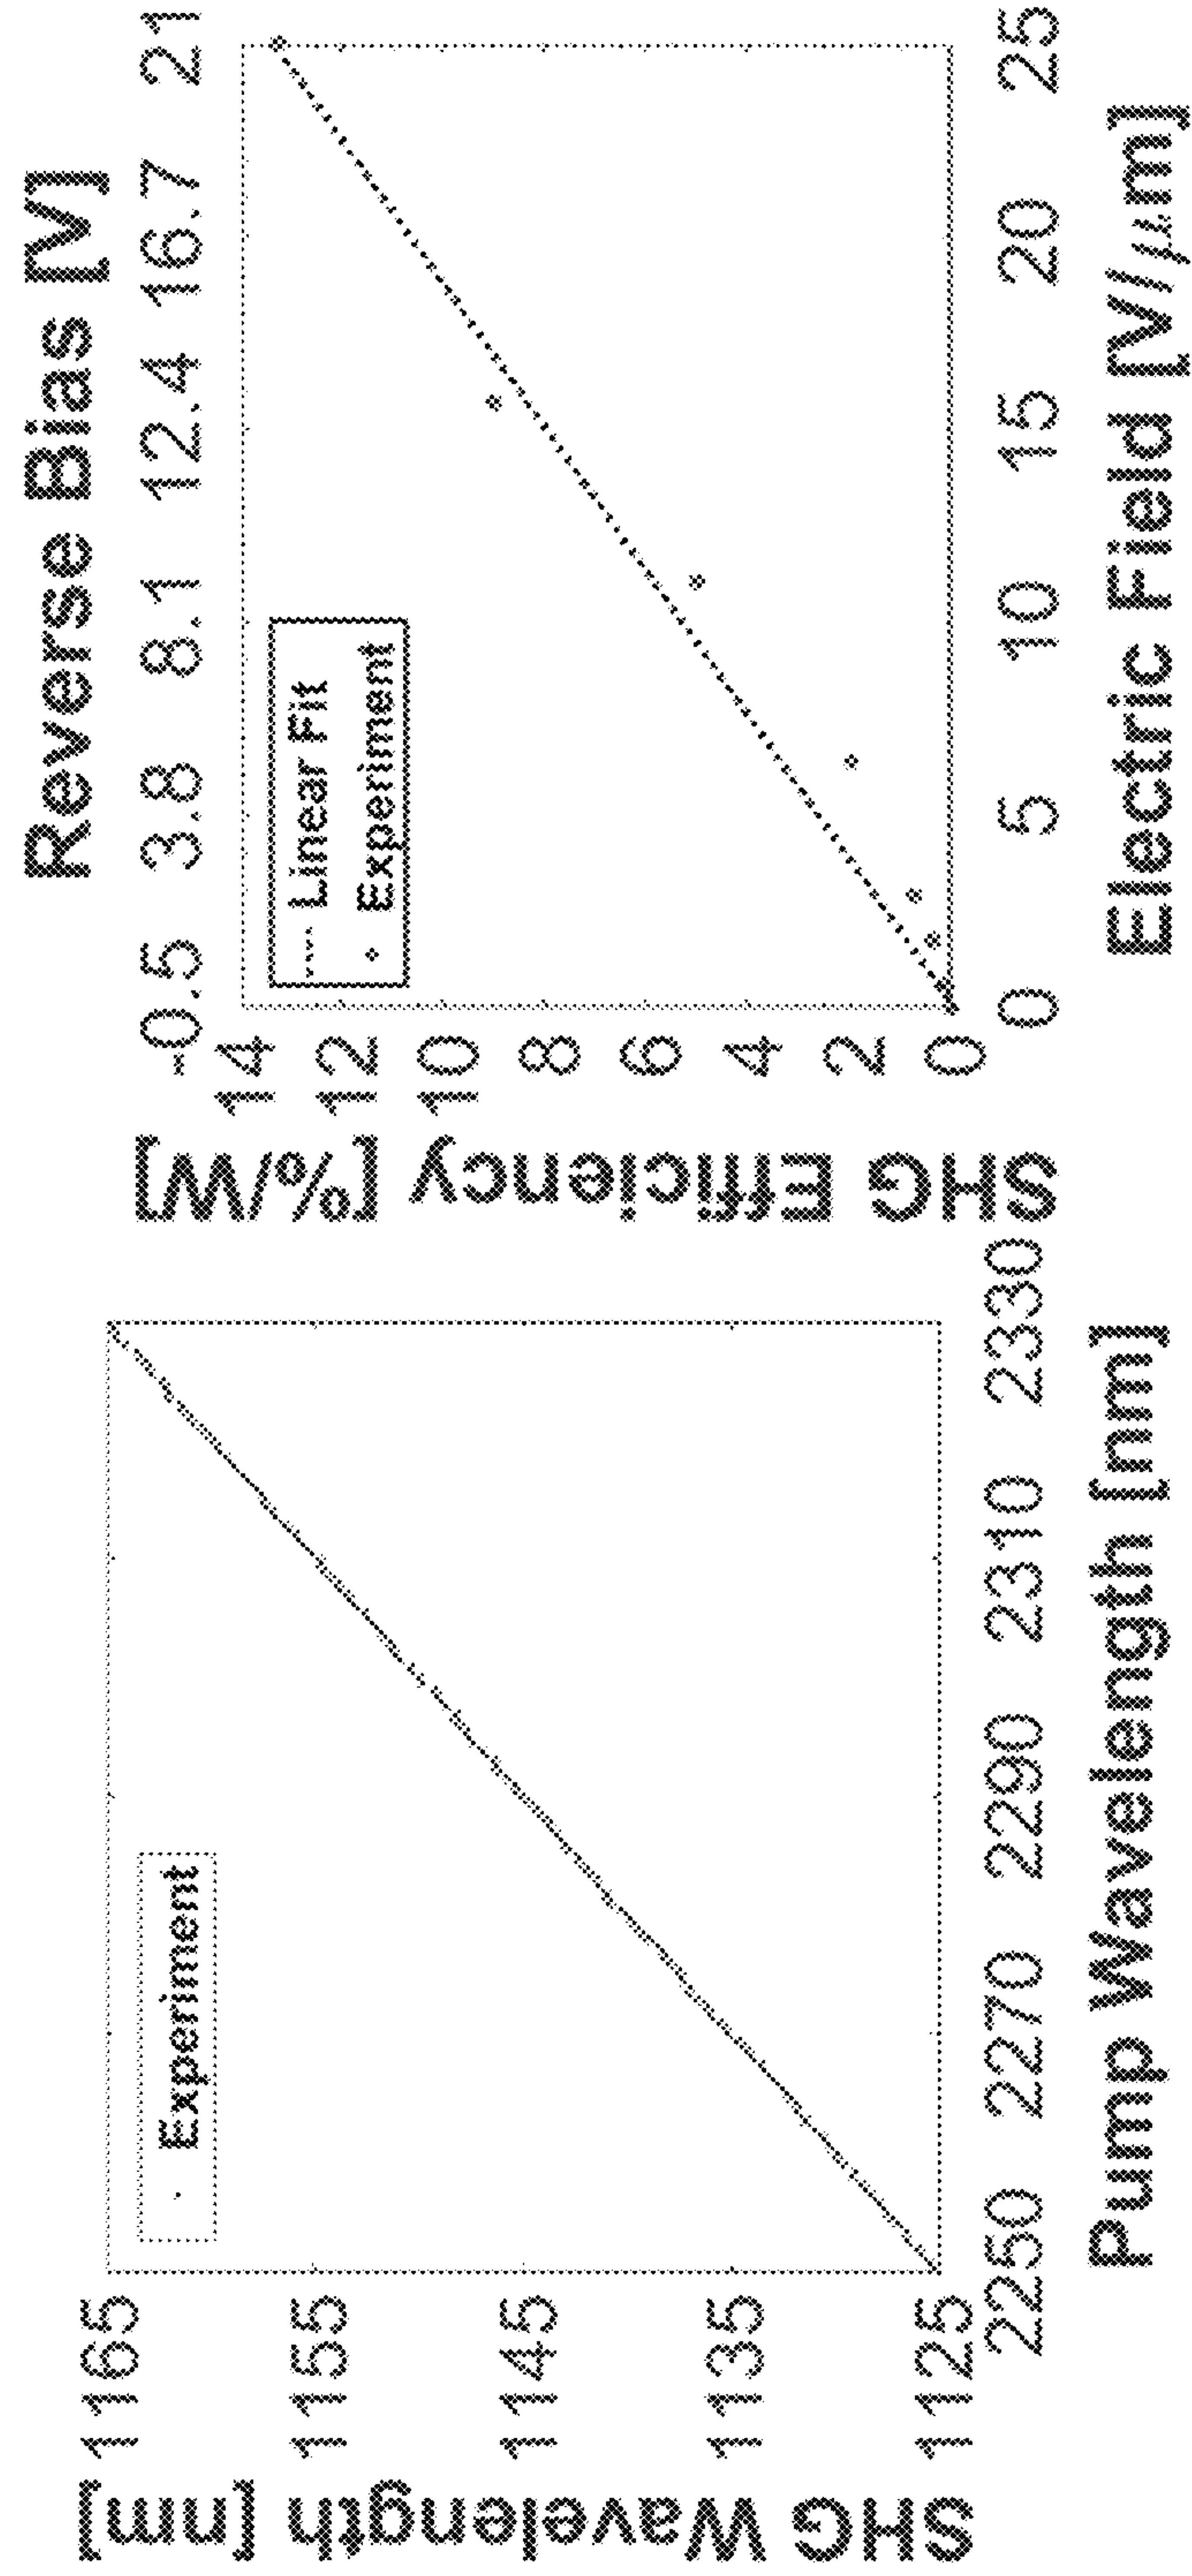 SHG Wavelength [nm]
1165
1155
1145
1135
1125
Experiment
2250 2270 2290 2310 2330
Pump Wavelength [nm]
Reverse Bias [V]
-0.5 3.8 8.1 12.4 16.7 21
SHG Efficiency [%/W]
14
12
10
8
6
4
2
0
Linear Fit
Experiment
0 5 10 15 20 25
Electric Field [V/μm]